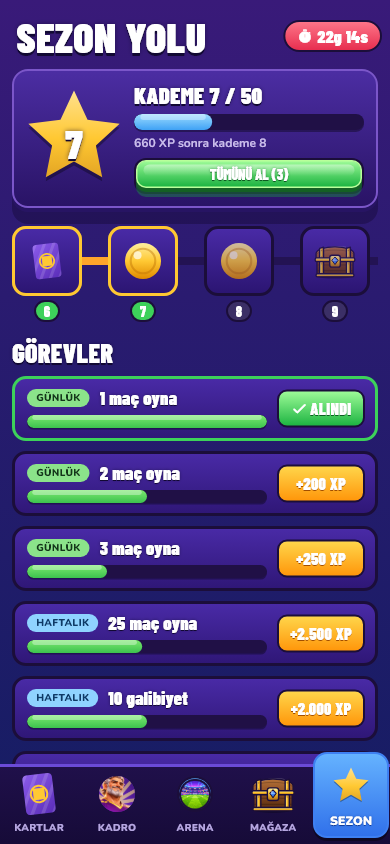 SEZON YOLU
22g 14s
7
KADEME 7 / 50
660 XP sonra kademe 8
TÜMÜNÜ AL (3)
6
7
8
9
GÖREVLER
GÜNLÜK 1 maç oyna
ALINDI
GÜNLÜK 2 maç oyna
+200 XP
GÜNLÜK 3 maç oyna
+250 XP
HAFTALIK 25 maç oyna
+2.500 XP
HAFTALIK 10 galibiyet
+2.000 XP
KARTLAR KADRO ARENA MAĞAZA SEZON